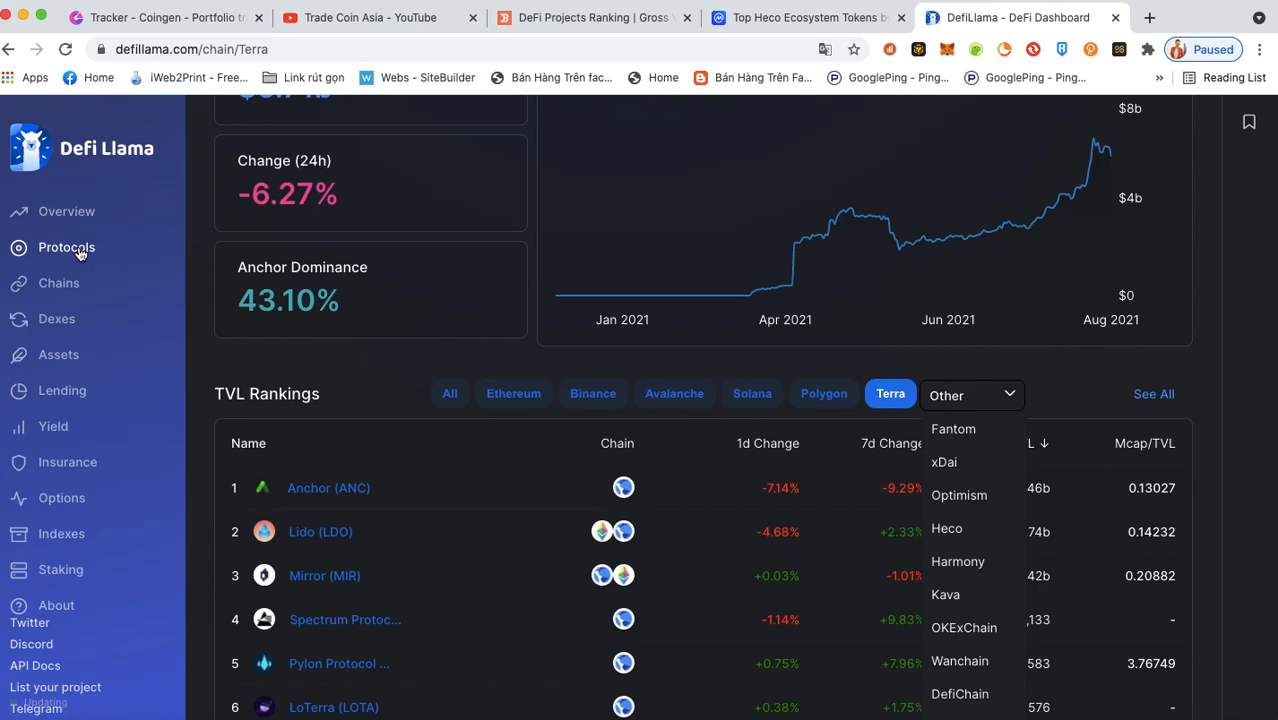 Tracker - Coingen - Portfolio tr
Trade Coin Asia - YouTube
DeFi Projects Ranking | Gross
Top Heco Ecosystem Tokens by
DefiLlama - DeFi Dashboard
defillama.com/chain/Terra
Paused
Apps
Home
iWeb2Print - Free...
Link rút gọn
Webs - SiteBuilder
Bán Hàng Trên fac...
Home
Bán Hàng Trên Fa...
GooglePing - Ping...
GooglePing - Ping...
»
Reading List
Defi Llama
Overview
Protocols
Chains
Dexes
Assets
Lending
Yield
Insurance
Options
Indexes
Staking
About
Twitter
Discord
API Docs
List your project
Updating
Telegram
Change (24h)
-6.27%
Anchor Dominance
43.10%
$8b
$4b
$0
Jan 2021
Apr 2021
Jun 2021
Aug 2021
TVL Rankings
All
Ethereum
Binance
Avalanche
Solana
Polygon
Terra
Other
See All
Fantom
xDai
Optimism
Heco
Harmony
Kava
OKExChain
Wanchain
DefiChain
Name
Chain
1d Change
7d Change
L ↓
Mcap/TVL
1 Anchor (ANC) -7.14% -9.29% 46b 0.13027
2 Lido (LDO) -4.68% +2.33% 74b 0.14232
3 Mirror (MIR) +0.03% -1.01% 42b 0.20882
4 Spectrum Protoc... -1.14% +9.83% ,133 -
5 Pylon Protocol ... +0.75% +7.96% 583 3.76749
6 LoTerra (LOTA) +0.38% +1.75% 576 -